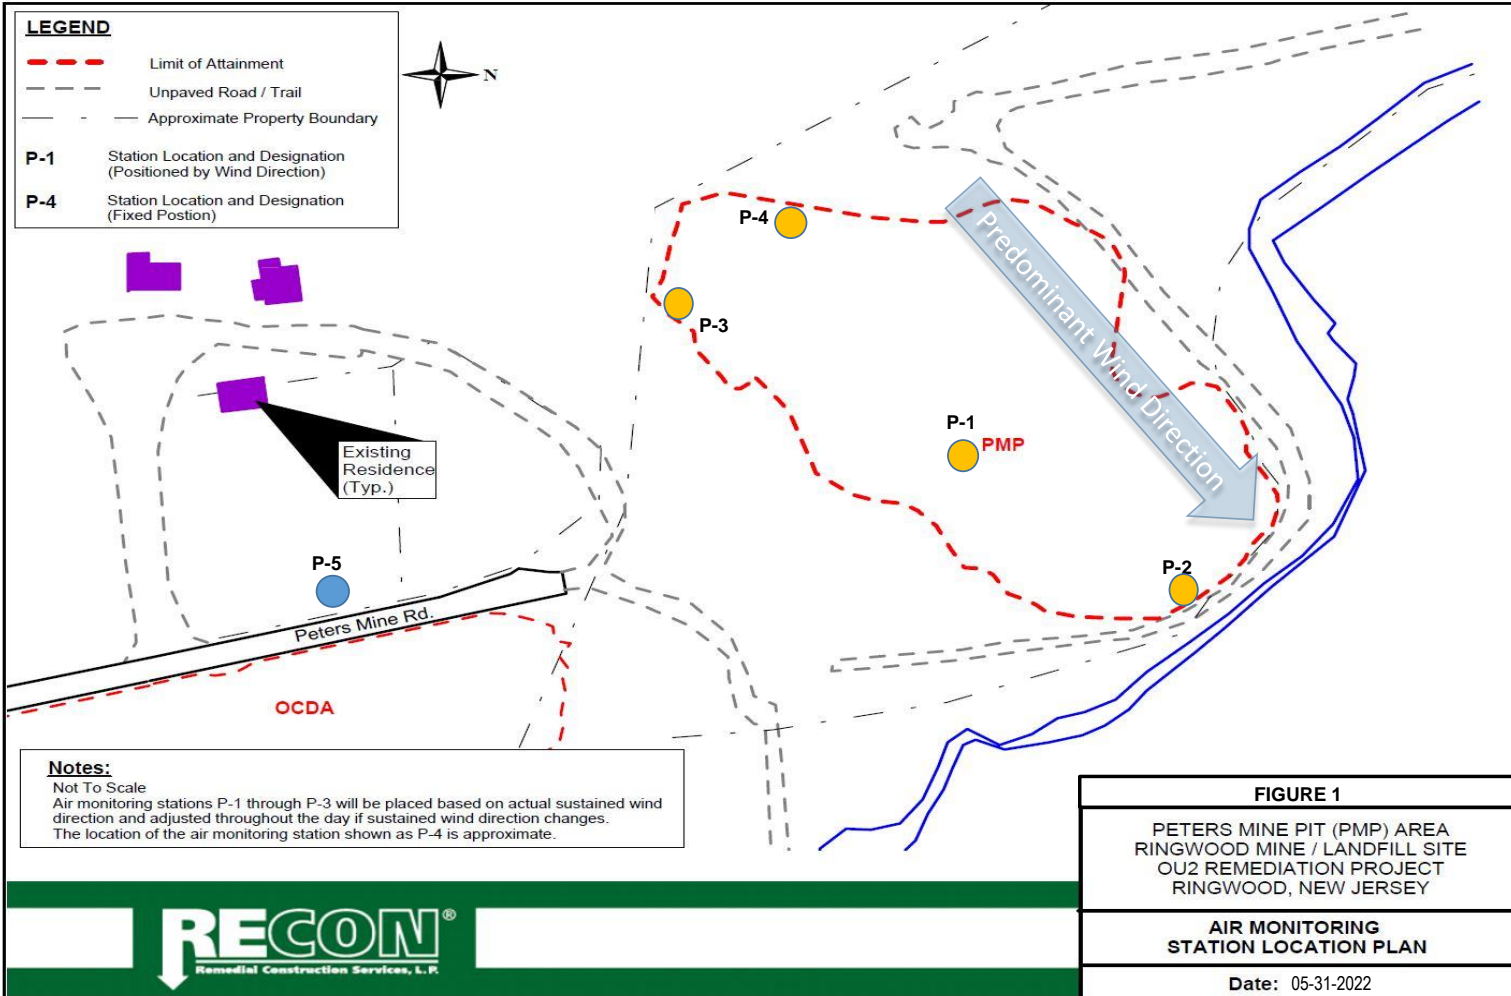 LEGEND
Limit of Attainment
Unpaved Road / Trail
Approximate Property Boundary
P-1 Station Location and Designation
(Positioned by Wind Direction)
P-4 Station Location and Designation
(Fixed Postion)
N
P-4
P-3
Predominant Wind Direction
P-1
PMP
Existing
Residence
(Typ.)
P-5
P-2
Peters Mine Rd.
OCDA
Notes:
Not To Scale
Air monitoring stations P-1 through P-3 will be placed based on actual sustained wind
direction and adjusted throughout the day if sustained wind direction changes.
The location of the air monitoring station shown as P-4 is approximate.
RECON®
Remedial Construction Services, L.P.
FIGURE 1
PETERS MINE PIT (PMP) AREA
RINGWOOD MINE / LANDFILL SITE
OU2 REMEDIATION PROJECT
RINGWOOD, NEW JERSEY
AIR MONITORING
STATION LOCATION PLAN
Date: 05-31-2022